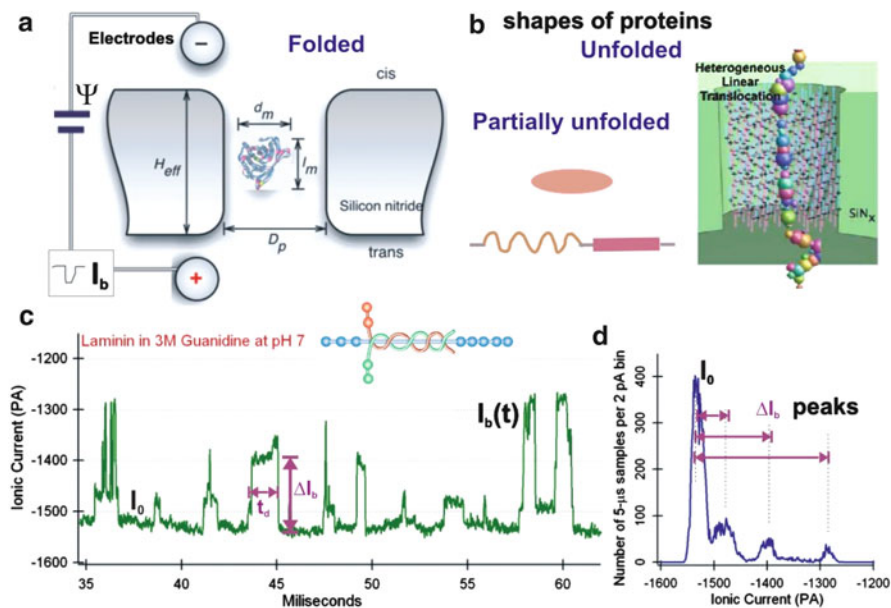 a
Electrodes
−
Folded
Ψ
cis
d_m
H_eff
l_m
Silicon nitride
D_p
trans
I_b
+
b
shapes of proteins
Unfolded
Heterogeneous
Linear
Translocation
Partially unfolded
SiN_x
c
Laminin in 3M Guanidine at pH 7
Ionic Current (PA)
-1200
-1300
-1400
-1500
-1600
I_0
t_d
ΔI_b
I_b(t)
34.6
40
45
50
55
60
Miliseconds
d
Number of 5-μs samples per 2 pA bin
400
300
200
100
0
I_0
ΔI_b
peaks
-1600
-1500
-1400
-1300
-1200
Ionic Current (PA)